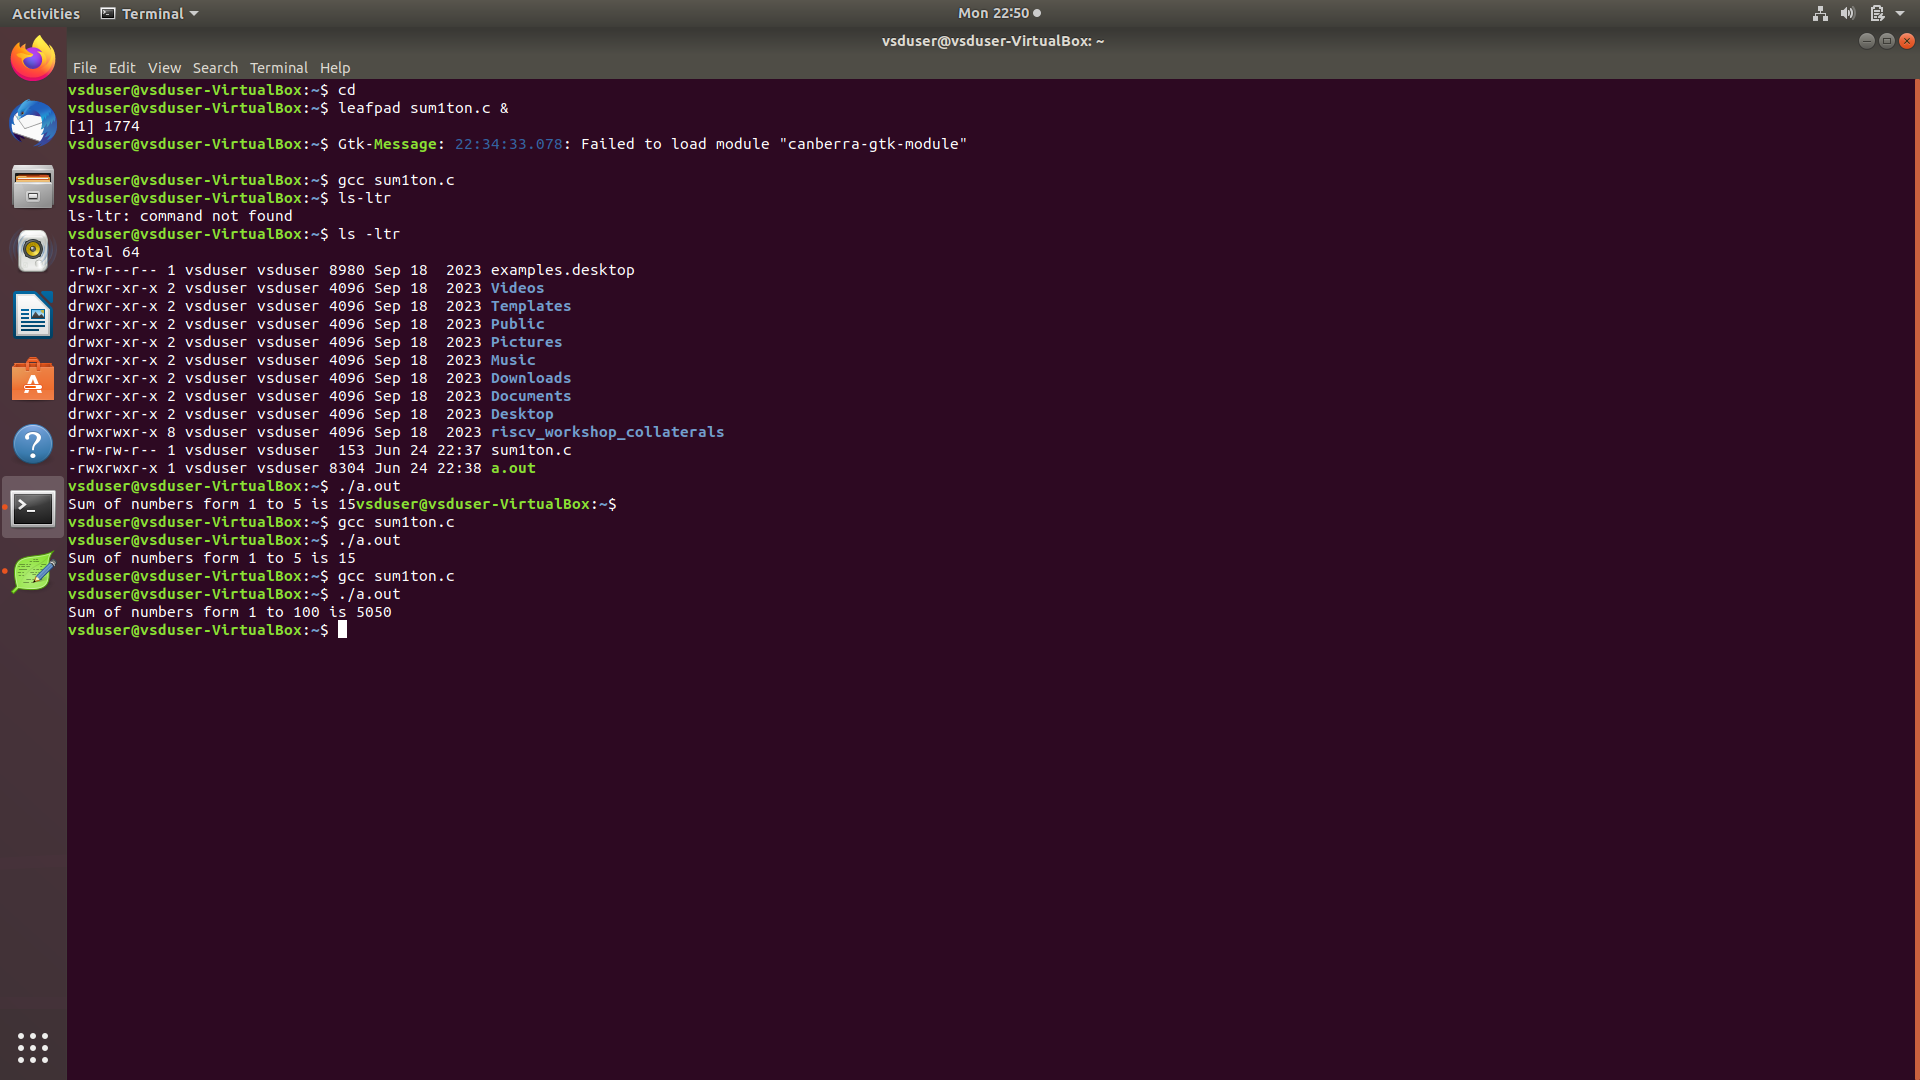 Activities Terminal Mon 22:50
vsduser@vsduser-VirtualBox: ~
File Edit View Search Terminal Help
vsduser@vsduser-VirtualBox:~$ cd
vsduser@vsduser-VirtualBox:~$ leafpad sum1ton.c &
[1] 1774
vsduser@vsduser-VirtualBox:~$ Gtk-Message: 22:34:33.078: Failed to load module "canberra-gtk-module"
vsduser@vsduser-VirtualBox:~$ gcc sum1ton.c
vsduser@vsduser-VirtualBox:~$ ls-ltr
ls-ltr: command not found
vsduser@vsduser-VirtualBox:~$ ls -ltr
total 64
-rw-r--r-- 1 vsduser vsduser 8980 Sep 18  2023 examples.desktop
drwxr-xr-x 2 vsduser vsduser 4096 Sep 18  2023 Videos
drwxr-xr-x 2 vsduser vsduser 4096 Sep 18  2023 Templates
drwxr-xr-x 2 vsduser vsduser 4096 Sep 18  2023 Public
drwxr-xr-x 2 vsduser vsduser 4096 Sep 18  2023 Pictures
drwxr-xr-x 2 vsduser vsduser 4096 Sep 18  2023 Music
drwxr-xr-x 2 vsduser vsduser 4096 Sep 18  2023 Downloads
drwxr-xr-x 2 vsduser vsduser 4096 Sep 18  2023 Documents
drwxr-xr-x 2 vsduser vsduser 4096 Sep 18  2023 Desktop
drwxrwxr-x 8 vsduser vsduser 4096 Sep 18  2023 riscv_workshop_collaterals
-rw-rw-r-- 1 vsduser vsduser  153 Jun 24 22:37 sum1ton.c
-rwxrwxr-x 1 vsduser vsduser 8304 Jun 24 22:38 a.out
vsduser@vsduser-VirtualBox:~$ ./a.out
Sum of numbers form 1 to 5 is 15vsduser@vsduser-VirtualBox:~$
vsduser@vsduser-VirtualBox:~$ gcc sum1ton.c
vsduser@vsduser-VirtualBox:~$ ./a.out
Sum of numbers form 1 to 5 is 15
vsduser@vsduser-VirtualBox:~$ gcc sum1ton.c
vsduser@vsduser-VirtualBox:~$ ./a.out
Sum of numbers form 1 to 100 is 5050
vsduser@vsduser-VirtualBox:~$